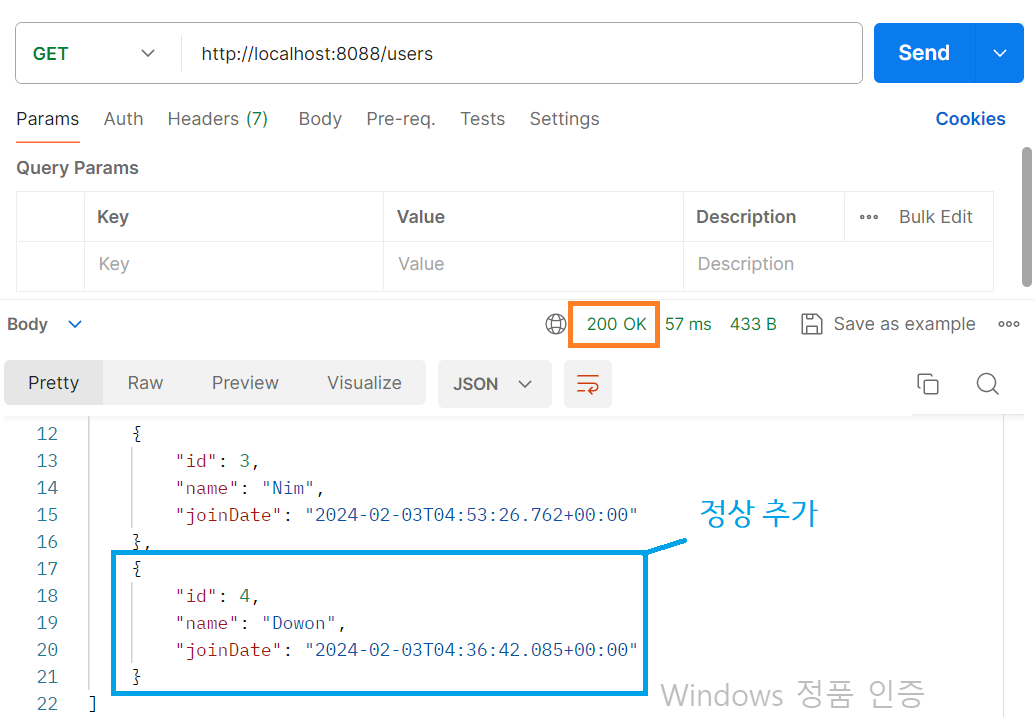 GET http://localhost:8088/users Send
Params Auth Headers (7) Body Pre-req. Tests Settings Cookies
Query Params
Key Value Description Bulk Edit
Key Value Description
Body 200 OK 57 ms 433 B Save as example
Pretty Raw Preview Visualize JSON
12 {
13 "id": 3,
14 "name": "Nim",
15 "joinDate": "2024-02-03T04:53:26.762+00:00"
정상 추가
16 },
17 {
18 "id": 4,
19 "name": "Dowon",
20 "joinDate": "2024-02-03T04:36:42.085+00:00"
21 }
22 ]
Windows 정품 인증